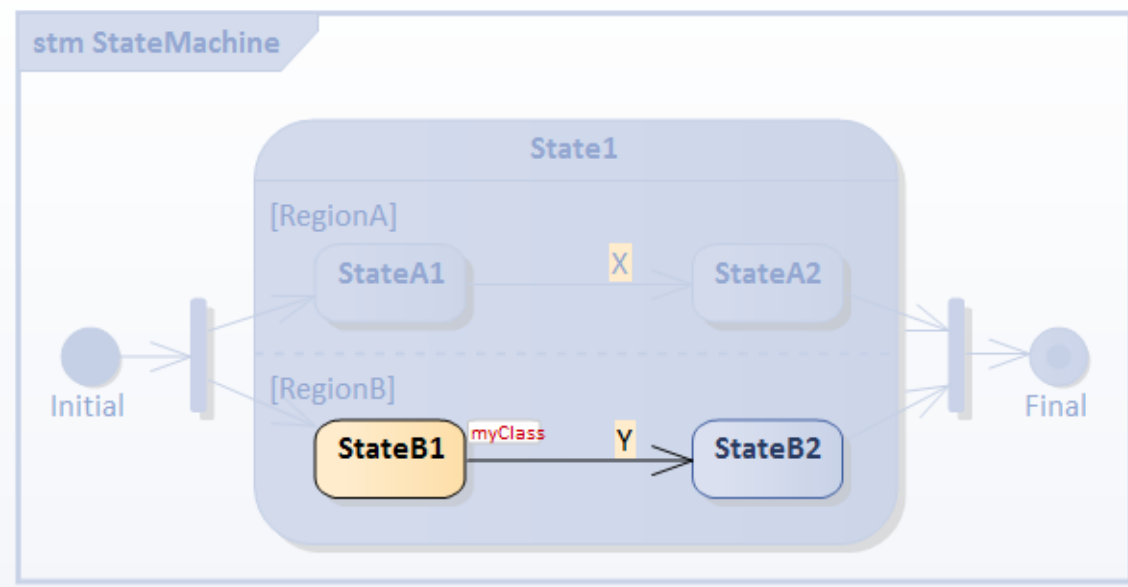 stm StateMachine
State1
[RegionA]
StateA1
X
StateA2
Initial
[RegionB]
StateB1
myClass
Y
StateB2
Final